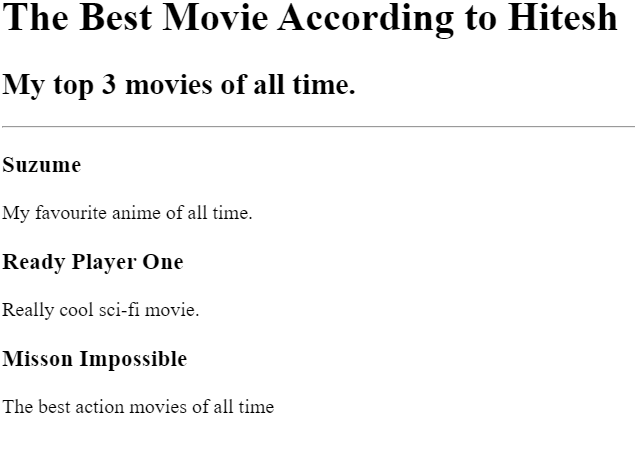 The Best Movie According to Hitesh
My top 3 movies of all time.
Suzume
My favourite anime of all time.
Ready Player One
Really cool sci-fi movie.
Misson Impossible
The best action movies of all time